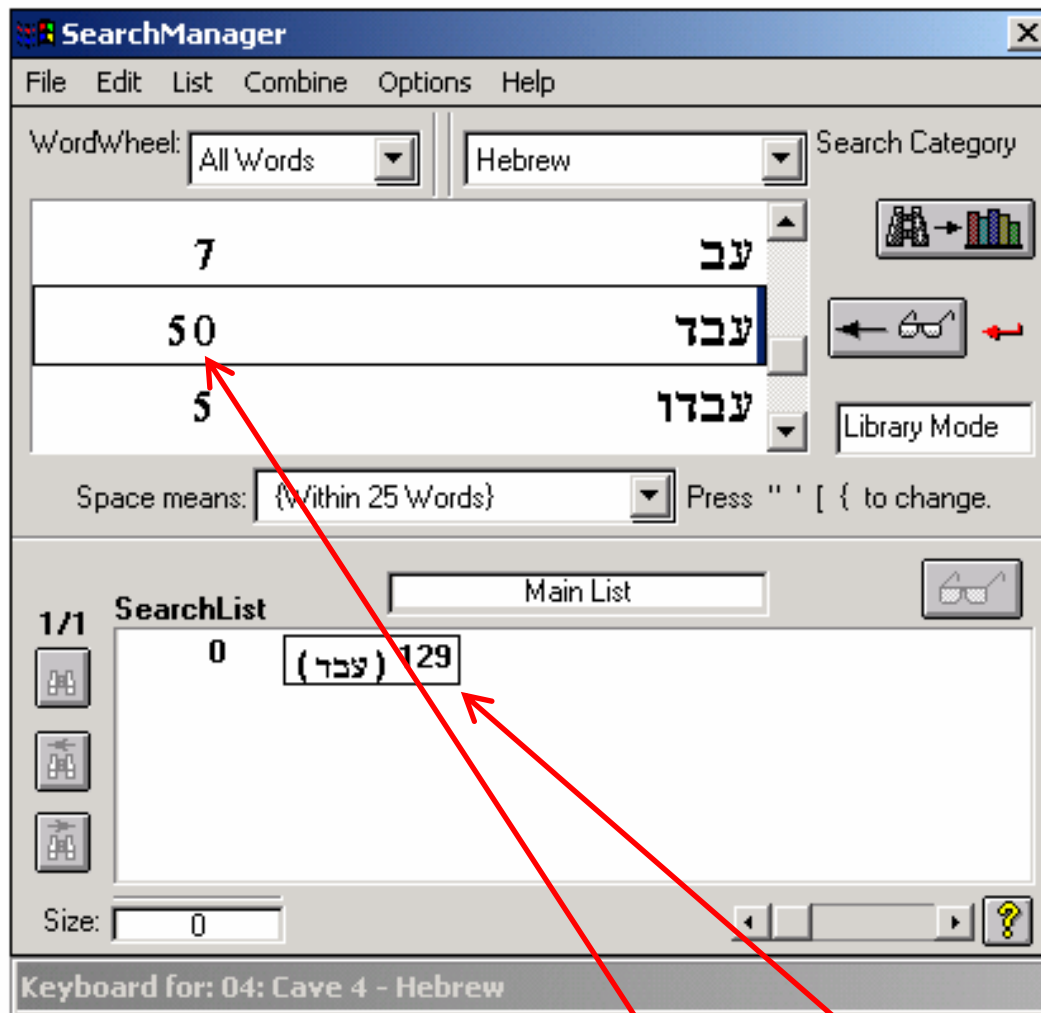 SearchManager
File Edit List Combine Options Help
WordWheel: All Words Hebrew Search Category
7 עב
50 עבד
5 עבדו
Library Mode
Space means: {Within 25 Words} Press " ' [ { to change.
Main List
1/1 SearchList
0 129 (עבד)
Size: 0
?
Keyboard for: 04: Cave 4 - Hebrew